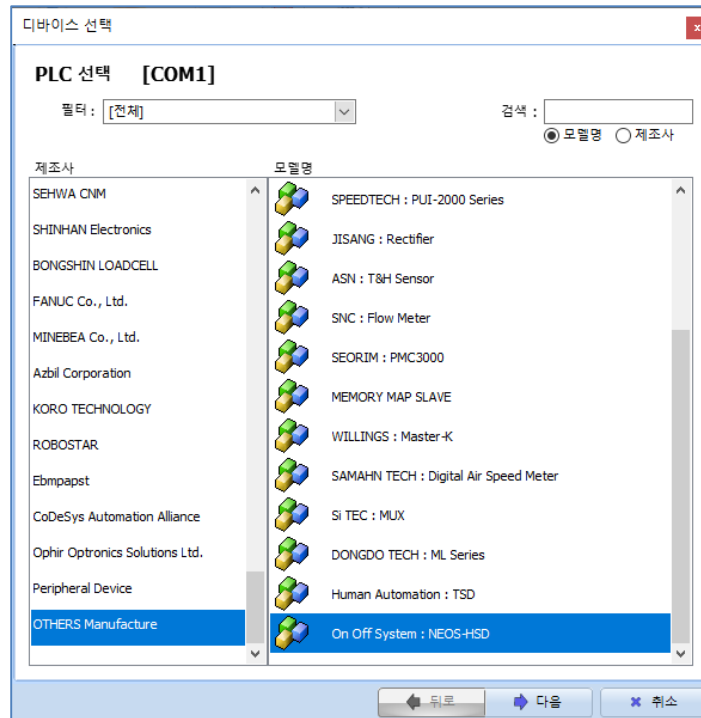 디바이스 선택
x
PLC 선택 [COM1]
필터 : [전체]
검색 :
모델명 제조사
제조사
모델명
SEHWA CNM
SHINHAN Electronics
BONGSHIN LOADCELL
FANUC Co., Ltd.
MINEBEA Co., Ltd.
Azbil Corporation
KORO TECHNOLOGY
ROBOSTAR
Ebmpapst
CoDeSys Automation Alliance
Ophir Optronics Solutions Ltd.
Peripheral Device
OTHERS Manufacture
SPEEDTECH : PUI-2000 Series
JISANG : Rectifier
ASN : T&H Sensor
SNC : Flow Meter
SEORIM : PMC3000
MEMORY MAP SLAVE
WILLINGS : Master-K
SAMAHN TECH : Digital Air Speed Meter
Si TEC : MUX
DONGDO TECH : ML Series
Human Automation : TSD
On Off System : NEOS-HSD
뒤로 다음 취소